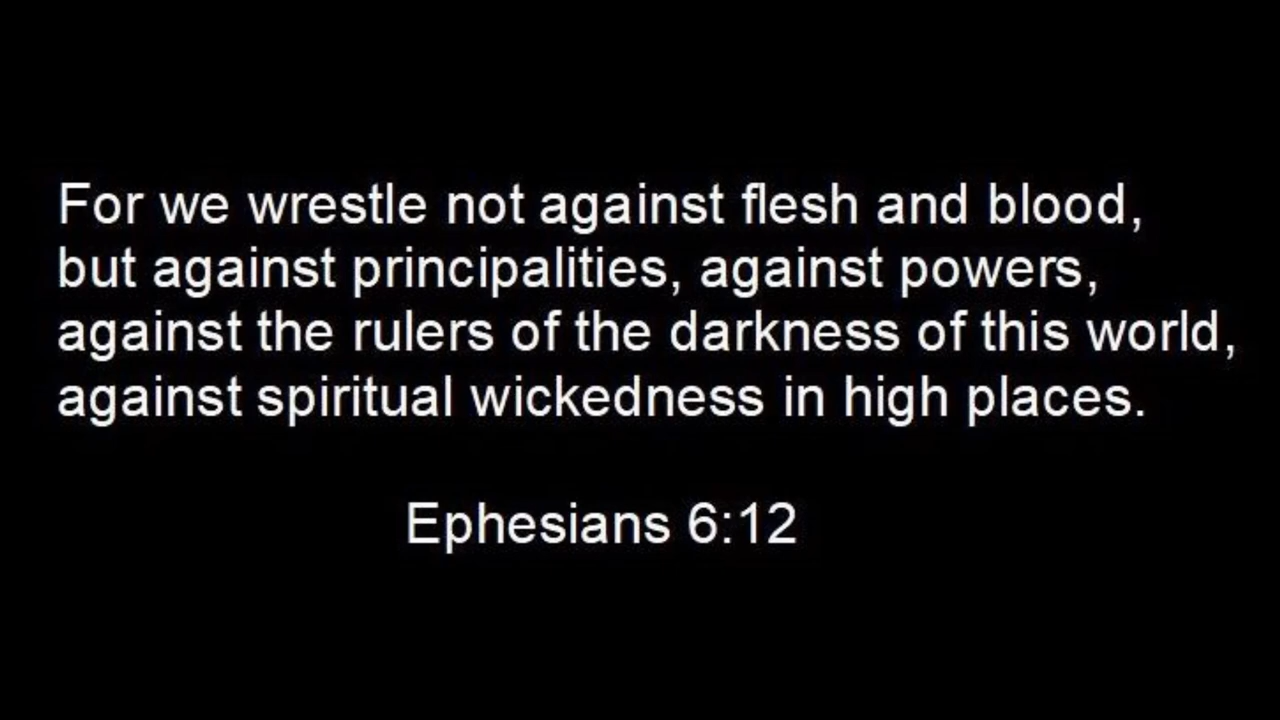 For we wrestle not against flesh and blood,
but against principalities, against powers,
against the rulers of the darkness of this world,
against spiritual wickedness in high places.
Ephesians 6:12